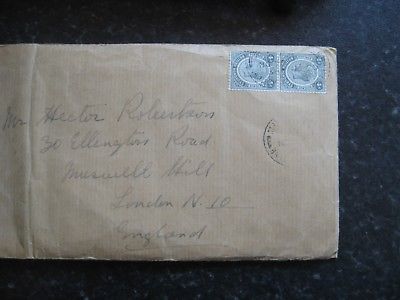 Mr Hector Robertson
30 Ellington Road
Muswell Hill
London N. 10
England